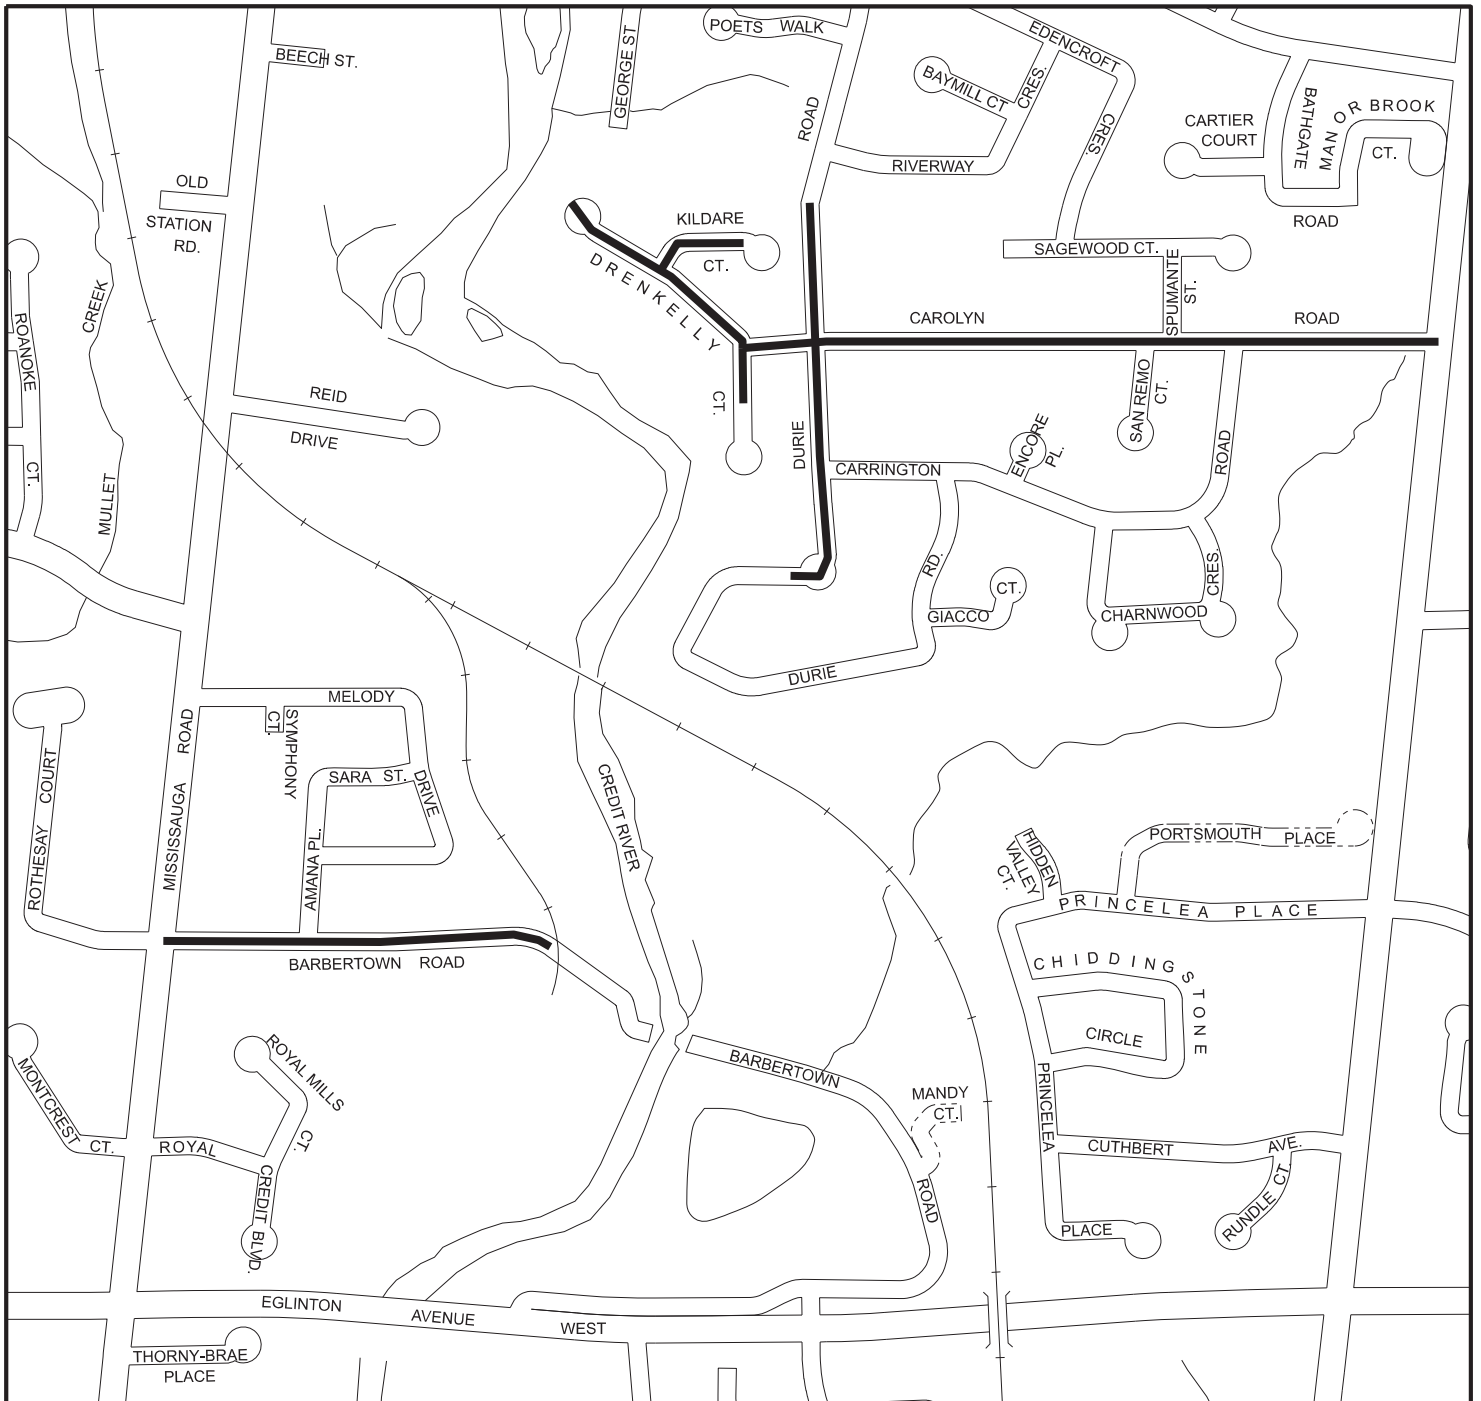 POETS WALK
EDENCROFT
CRES.
BEECH ST.
GEORGE ST
BAYMILL CT
CRES.
ROAD
CARTIER
COURT
BATHGATE
MANOR BROOK
CT.
ROAD
RIVERWAY
OLD
STATION
RD.
KILDARE
CT.
DRENKELLY
CT.
SAGEWOOD CT.
SPUMANTE
ST.
CAROLYN ROAD
CREEK
MULLET
ROANOKE
CT.
REID
DRIVE
DURIE
SAN REMO
CT.
ENCORE
PL.
ROAD
CARRINGTON
RD.
GIACCO
CT.
CRES.
CHARNWOOD
DURIE
MELODY
SYMPHONY
CT.
ROAD
MISSISSAUGA
ROTHESAY COURT
SARA ST.
DRIVE
AMANA PL.
CREDIT RIVER
PORTSMOUTH PLACE
HIDDEN
VALLEY
CT.
PRINCELEA PLACE
BARBERTOWN ROAD
CHIDDINGSTONE
CIRCLE
ROYAL MILLS
CT.
MONTCREST
CT.
ROYAL
CREDIT BLVD.
BARBERTOWN
ROAD
MANDY
CT.
PRINCELEA
PLACE
CUTHBERT AVE.
RUNDLE CT.
EGLINTON AVENUE WEST
THORNY-BRAE
PLACE